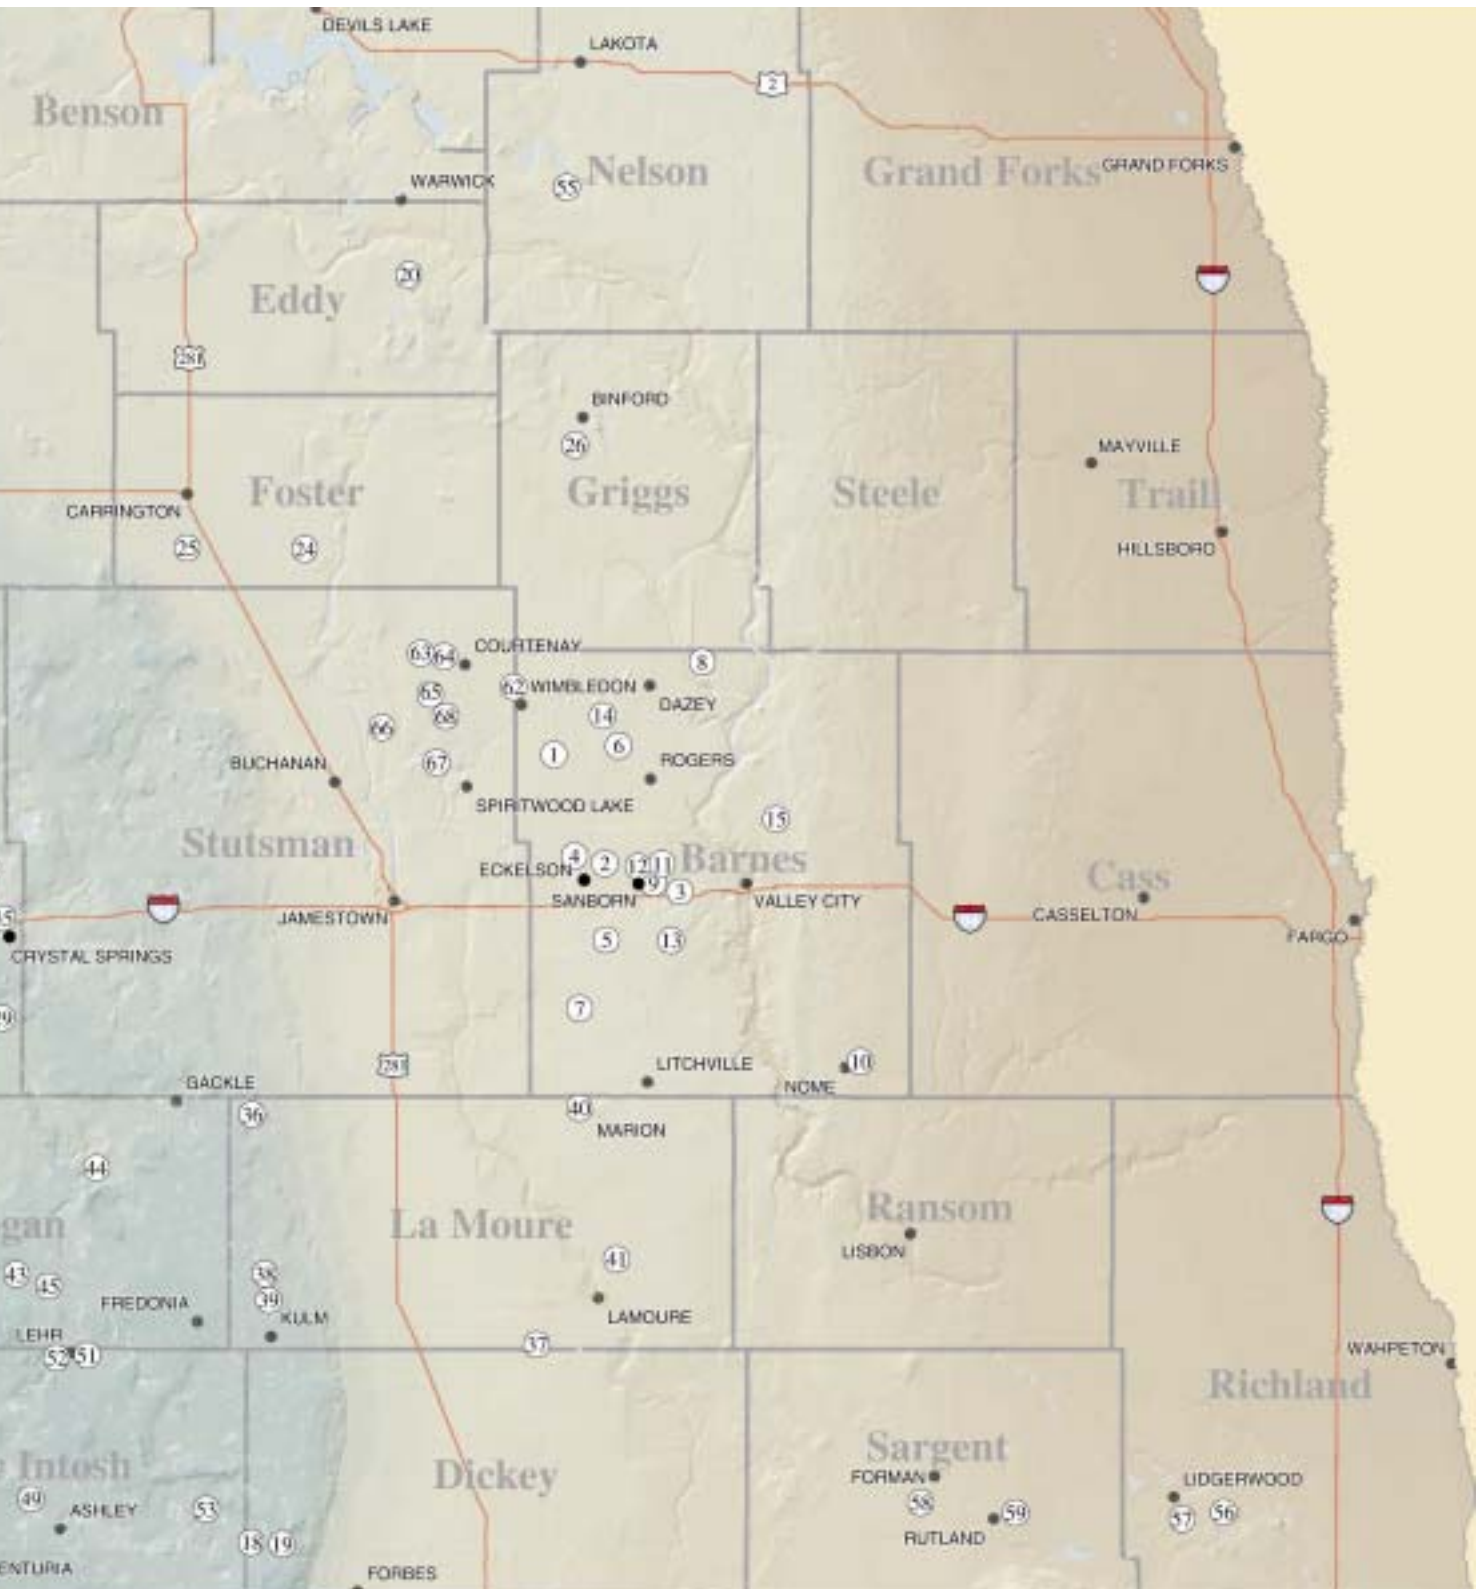 DEVILS LAKE
LAKOTA
2
Benson
Nelson
Grand Forks
GRAND FORKS
WARWICK
55
20
Eddy
281
BINFORD
26
MAYVILLE
Foster
Griggs
Steele
Traill
CARRINGTON
HILLSBORO
25
24
COURTENAY
63
64
8
62
WIMBLEDON
65
DAZEY
68
14
66
6
1
ROGERS
67
BUCHANAN
SPIRITWOOD LAKE
15
Stutsman
4
2
12
11
Barnes
ECKELSON
9
3
Cass
SANBORN
VALLEY CITY
CASSELTON
JAMESTOWN
5
FARGO
5
13
CRYSTAL SPRINGS
7
9
281
LITCHVILLE
10
NOME
GACKLE
36
40
MARION
44
gan
La Moure
Ransom
LISBON
41
43
45
38
39
FREDONIA
KULM
LAMOURE
LEHR
37
52
51
WAHPETON
Richland
Intosh
Dickey
Sargent
FORMAN
LIDGERWOOD
49
ASHLEY
53
58
59
57
56
RUTLAND
18
19
ENTURIA
FORBES